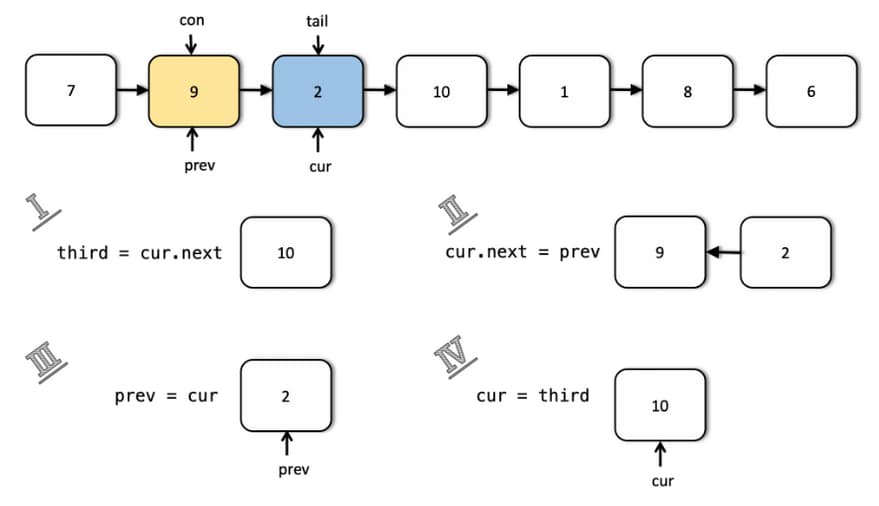 con tail
7 9 2 10 1 8 6
prev cur
I
third = cur.next 10
II
cur.next = prev 9 2
III
prev = cur 2
prev
IV
cur = third 10
cur